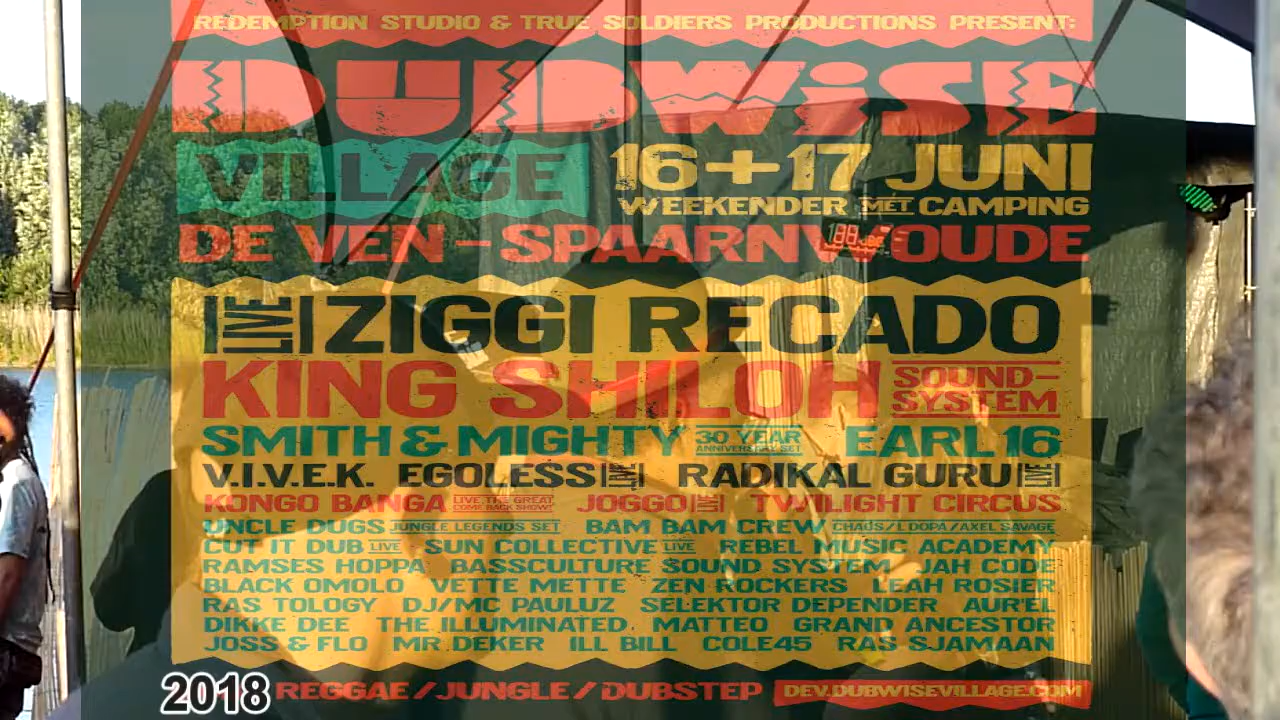 REDEMPTION STUDIO & TRUE SOLDIERS PRODUCTIONS PRESENT:
DUBWiSE
VILLAGE 16+17 JUNI
WEEKENDER MET CAMPING
DE VEN - SPAARNWOUDE
LIVE ZIGGI RECADO
KING SHILOH SOUND-SYSTEM
SMITH & MIGHTY 30 YEAR ANNIVERSARY SET EARL 16
V.I.V.E.K. EGOLESS LIVE RADIKAL GURU LIVE
KONGO BANGA LIVE, THE GREAT COME BACK SHOW! JOGGO LIVE TWILIGHT CIRCUS
UNCLE DUGS JUNGLE LEGENDS SET BAM BAM CREW CHAOS/L DOPA/AXEL SAVAGE
CUT IT DUB LIVE SUN COLLECTIVE LIVE REBEL MUSIC ACADEMY
RAMSES HOPPA BASSCULTURE SOUND SYSTEM JAH CODE
BLACK OMOLO VETTE METTE ZEN ROCKERS LEAH ROSIER
RAS TOLOGY DJ/MC PAULUZ SELEKTOR DEPENDER AUR'EL
DIKKE DEE THE ILLUMINATED. MATTEO GRAND ANCESTOR
JOSS & FLO MR.DEKER ILL BILL COLE45 RAS SJAMAAN
2018 REGGAE/JUNGLE/DUBSTEP DEV.DUBWISEVILLAGE.COM